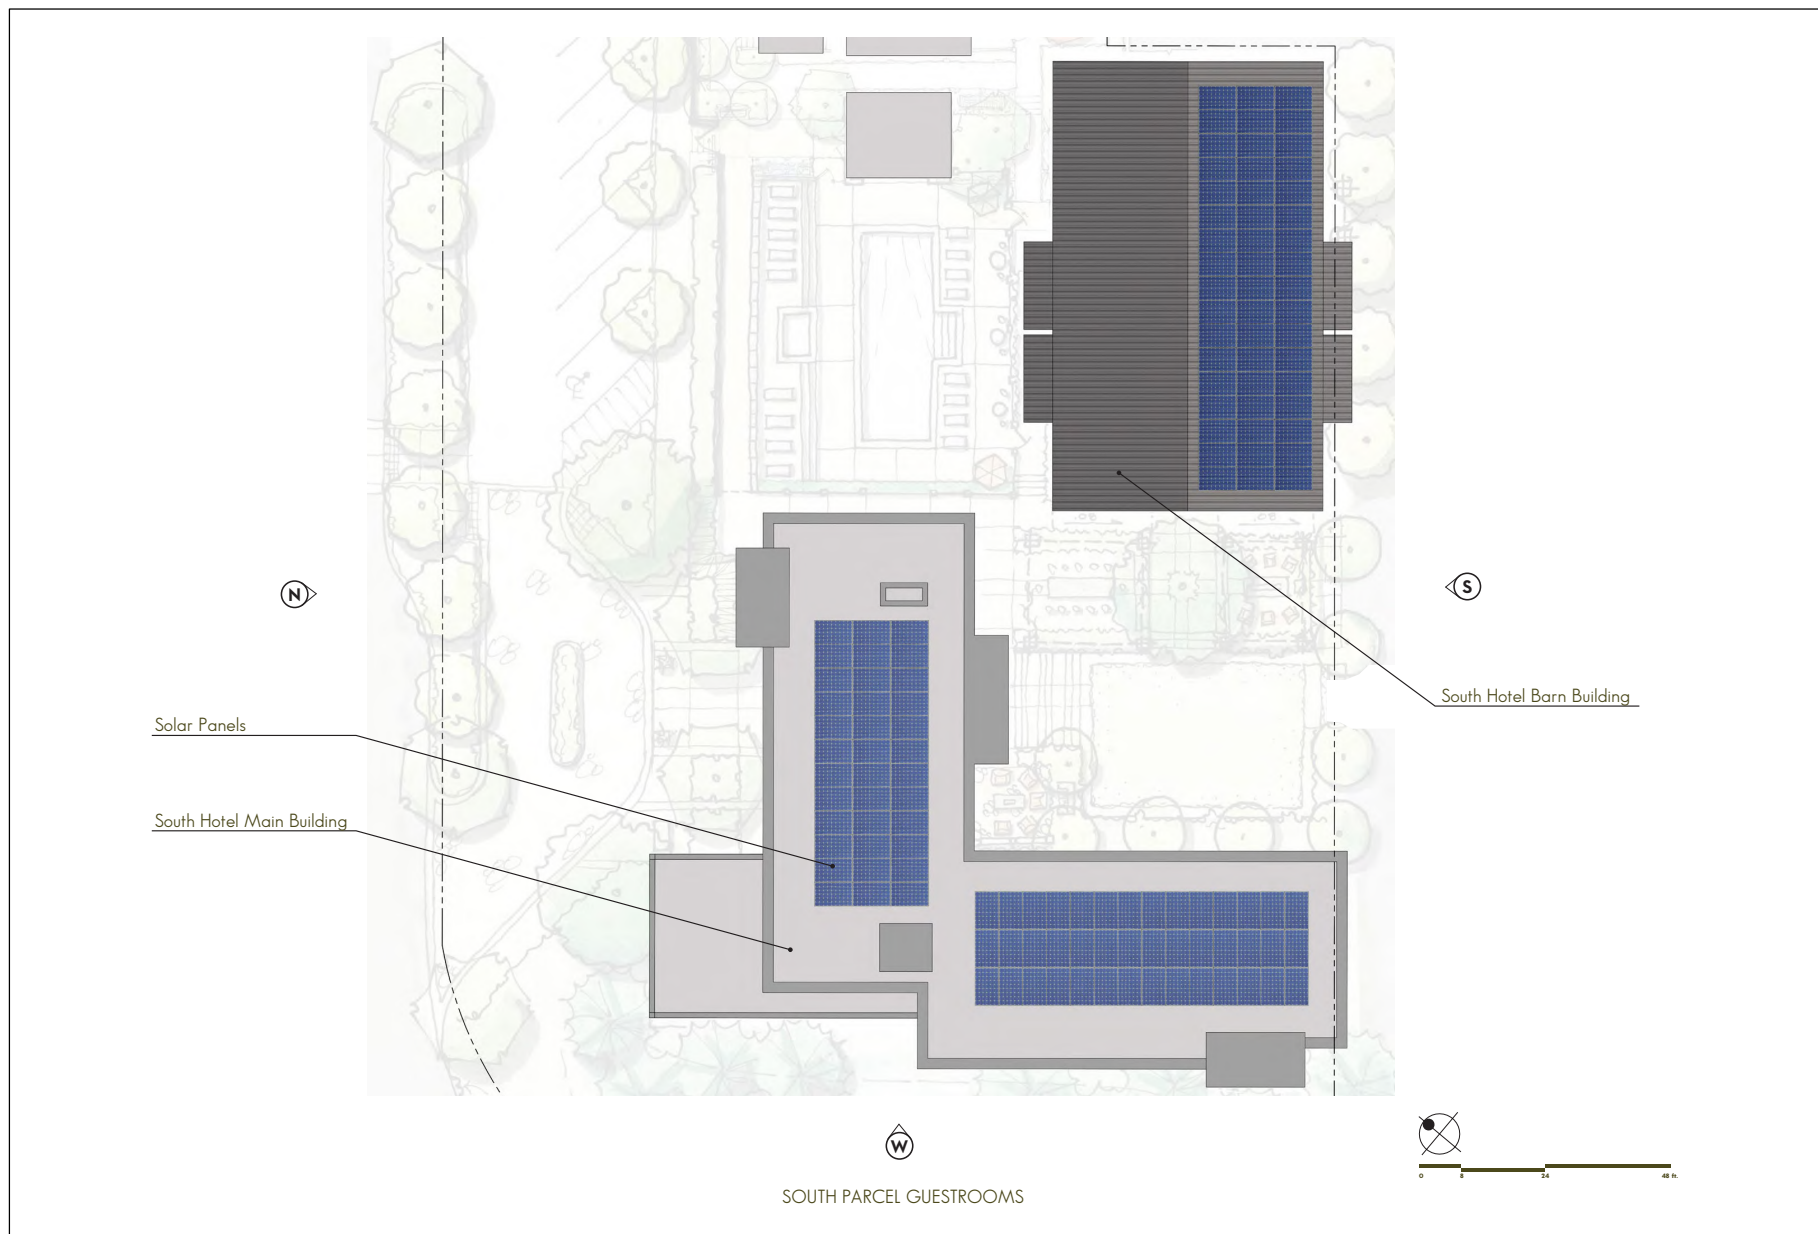 N
S
South Hotel Barn Building
Solar Panels
South Hotel Main Building
W
0 8 24 48 ft.
SOUTH PARCEL GUESTROOMS